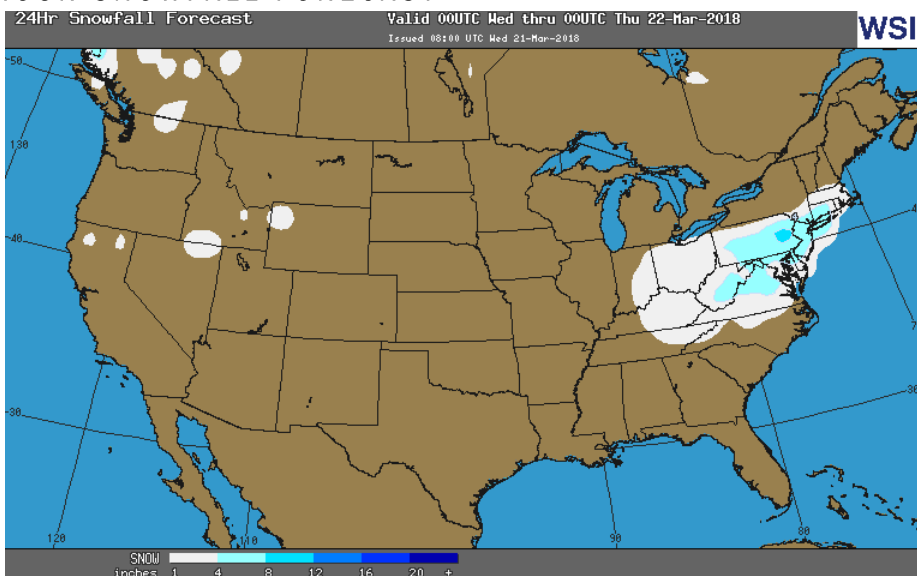 24Hr Snowfall Forecast
Valid 00UTC Wed thru 00UTC Thu 22-Mar-2018
Issued 08:00 UTC Wed 21-Mar-2018
WSI
50
130
40
30
120
110
90
80
4
SNOW
inches 1 4 8 12 16 20 +